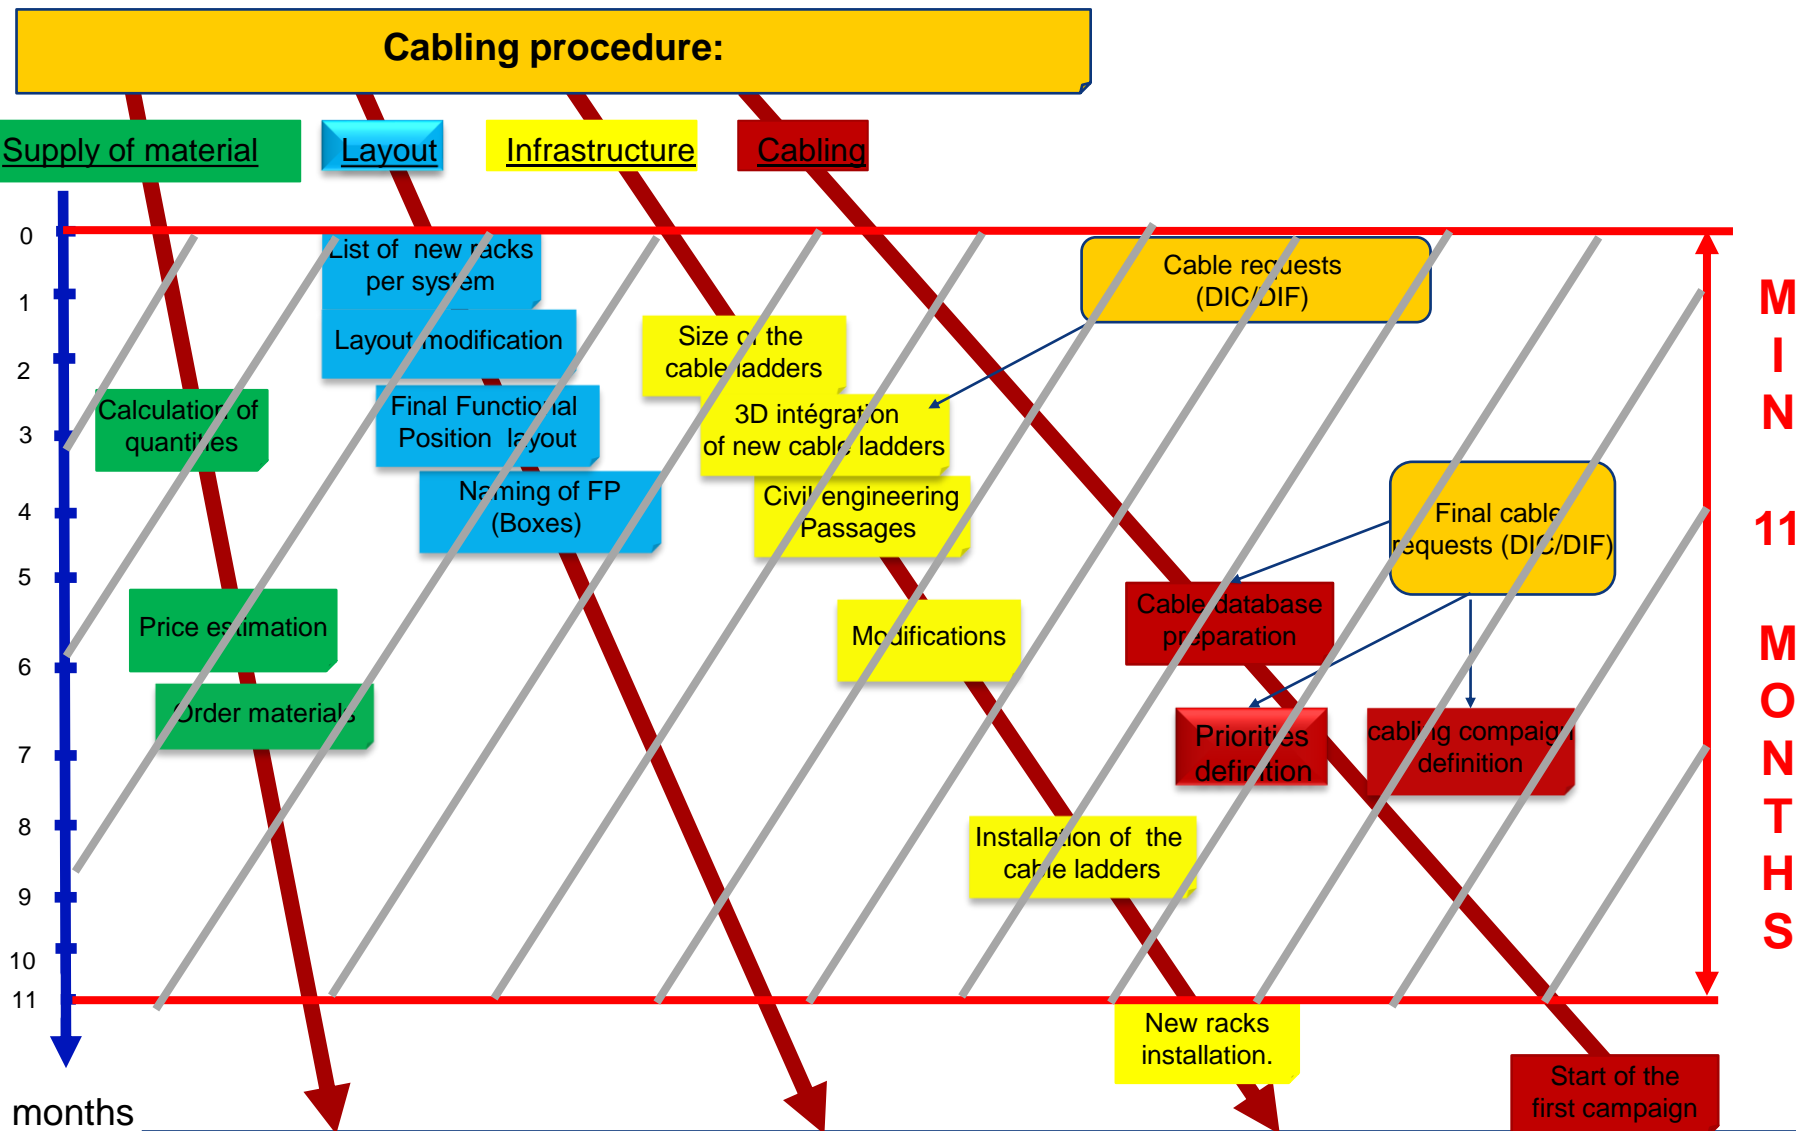 Cabling procedure:
Supply of material
Layout
Infrastructure
Cabling
0
1
2
3
4
5
6
7
8
9
10
11
months
List of new racks
per system
Layout modification
Final Functional
Position layout
Naming of FP
(Boxes)
Calculation of
quantities
Price estimation
Order materials
Size of the
cable ladders
3D intégration
of new cable ladders
Civil engineering
Passages
Modifications
Installation of the
cable ladders
New racks
installation.
Cable requests
(DIC/DIF)
Final cable
requests (DIC/DIF)
Cable database
preparation
Priorities
definition
cabling compaign
definition
Start of the
first campaign
M
I
N
11
M
O
N
T
H
S